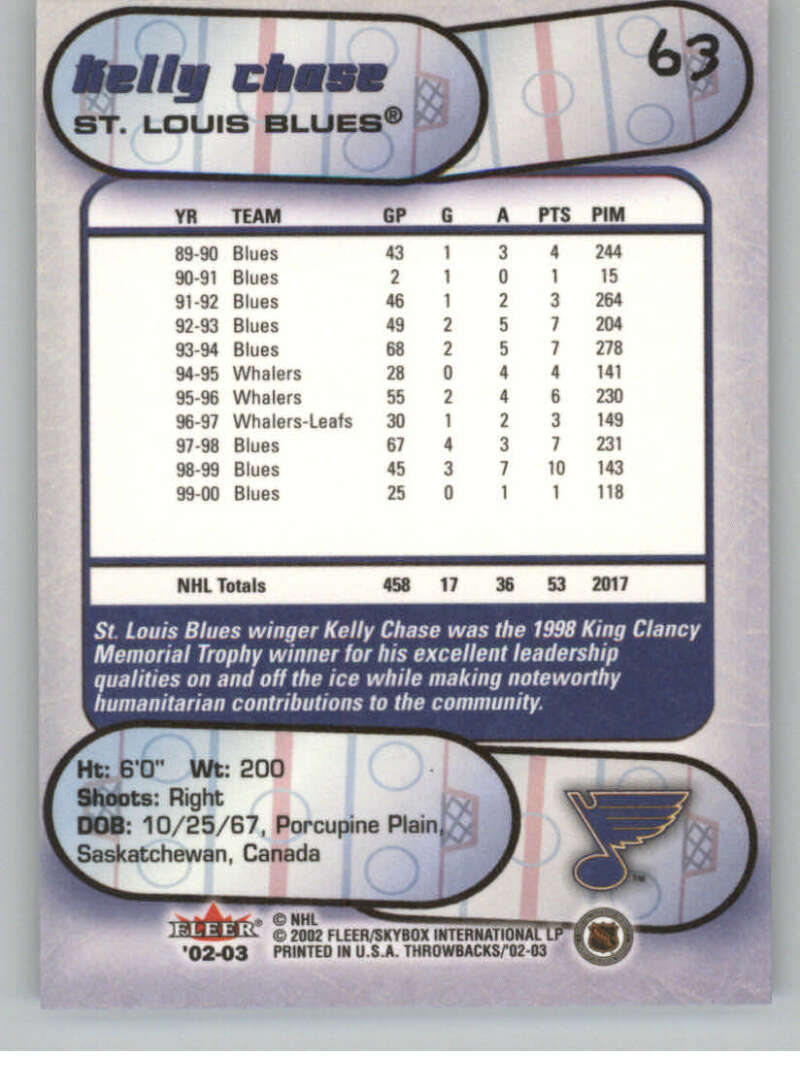 Kelly Chase
63
ST. LOUIS BLUES®
YR TEAM GP G A PTS PIM
89-90 Blues 43 1 3 4 244
90-91 Blues 2 1 0 1 15
91-92 Blues 46 1 2 3 264
92-93 Blues 49 2 5 7 204
93-94 Blues 68 2 5 7 278
94-95 Whalers 28 0 4 4 141
95-96 Whalers 55 2 4 6 230
96-97 Whalers-Leafs 30 1 2 3 149
97-98 Blues 67 4 3 7 231
98-99 Blues 45 3 7 10 143
99-00 Blues 25 0 1 1 118
NHL Totals 458 17 36 53 2017
St. Louis Blues winger Kelly Chase was the 1998 King Clancy
Memorial Trophy winner for his excellent leadership
qualities on and off the ice while making noteworthy
humanitarian contributions to the community.
Ht: 6'0" Wt: 200
Shoots: Right
DOB: 10/25/67, Porcupine Plain,
Saskatchewan, Canada
TM
FLEER®
'02-03
© NHL
© 2002 FLEER/SKYBOX INTERNATIONAL LP
PRINTED IN U.S.A. THROWBACKS/'02-03
NHL